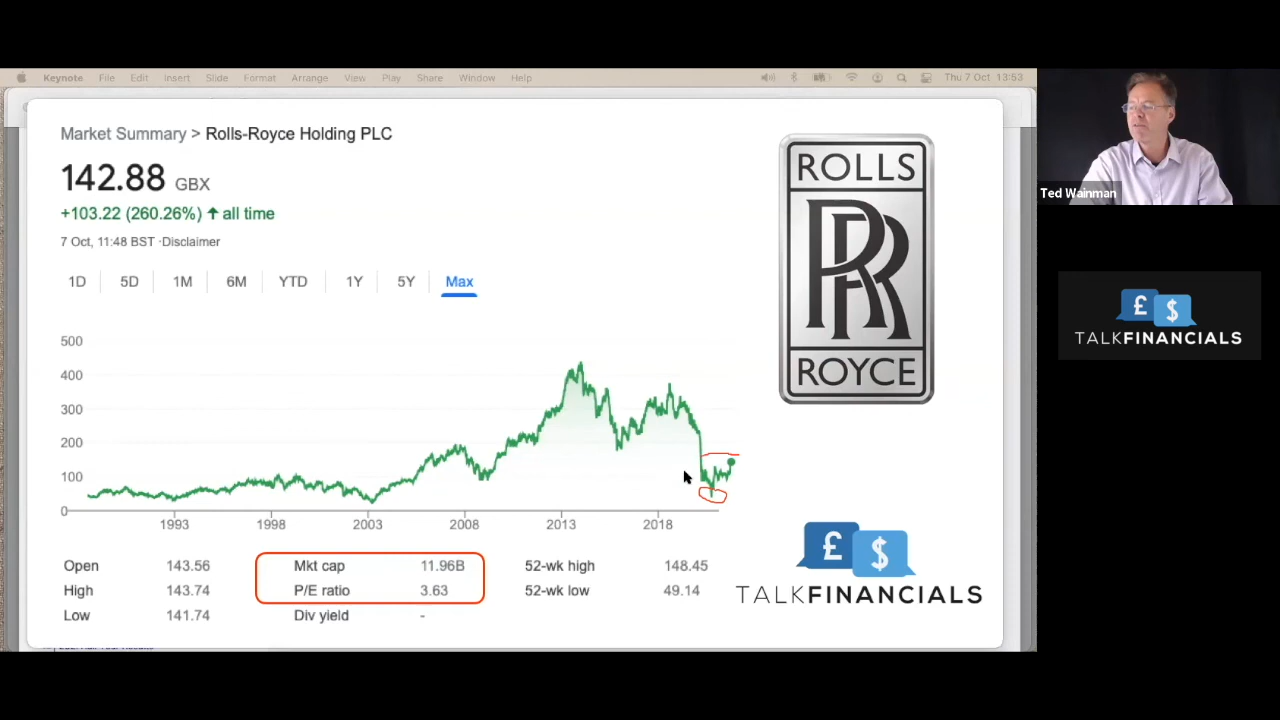 Keynote File Edit Insert Slide Format Arrange View Play Share Window Help Thu 7 Oct 13:53
Market Summary > Rolls-Royce Holding PLC
142.88 GBX
+103.22 (260.26%) ↑ all time
7 Oct, 11:48 BST ·Disclaimer
1D 5D 1M 6M YTD 1Y 5Y Max
500
400
300
200
100
0
1993 1998 2003 2008 2013 2018
Open 143.56 Mkt cap 11.96B 52-wk high 148.45
High 143.74 P/E ratio 3.63 52-wk low 49.14
Low 141.74 Div yield -
ROLLS
RR
ROYCE
£ $
TALKFINANCIALS
Ted Wainman
£ $
TALKFINANCIALS